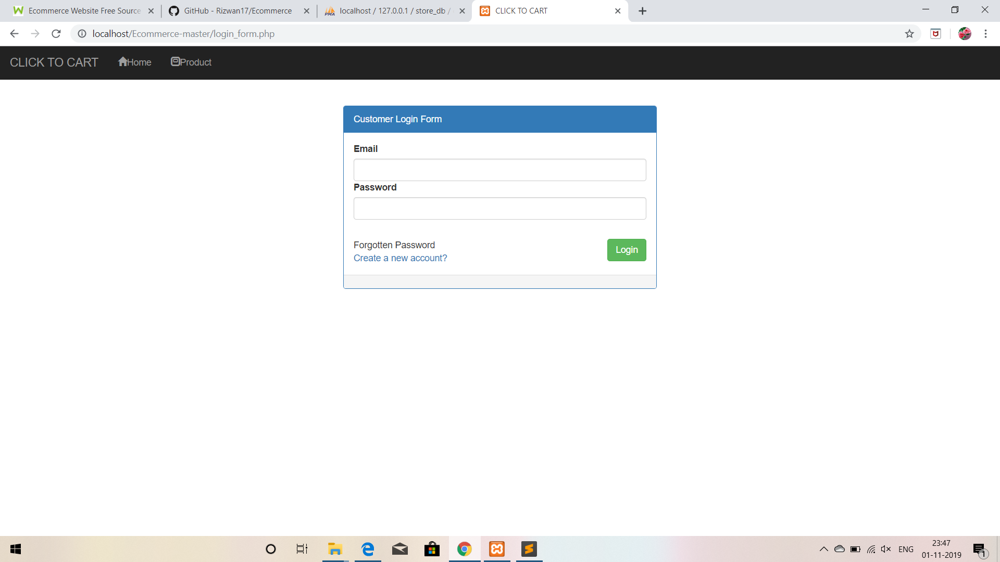 Ecommerce Website Free Source
GitHub - Rizwan17/Ecommerce
PMA
localhost / 127.0.0.1 / store_db /
CLICK TO CART
localhost/Ecommerce-master/login_form.php
CLICK TO CART
Home
Product
Customer Login Form
Email
Password
Forgotten Password
Login
Create a new account?
ENG
23:47
01-11-2019
1